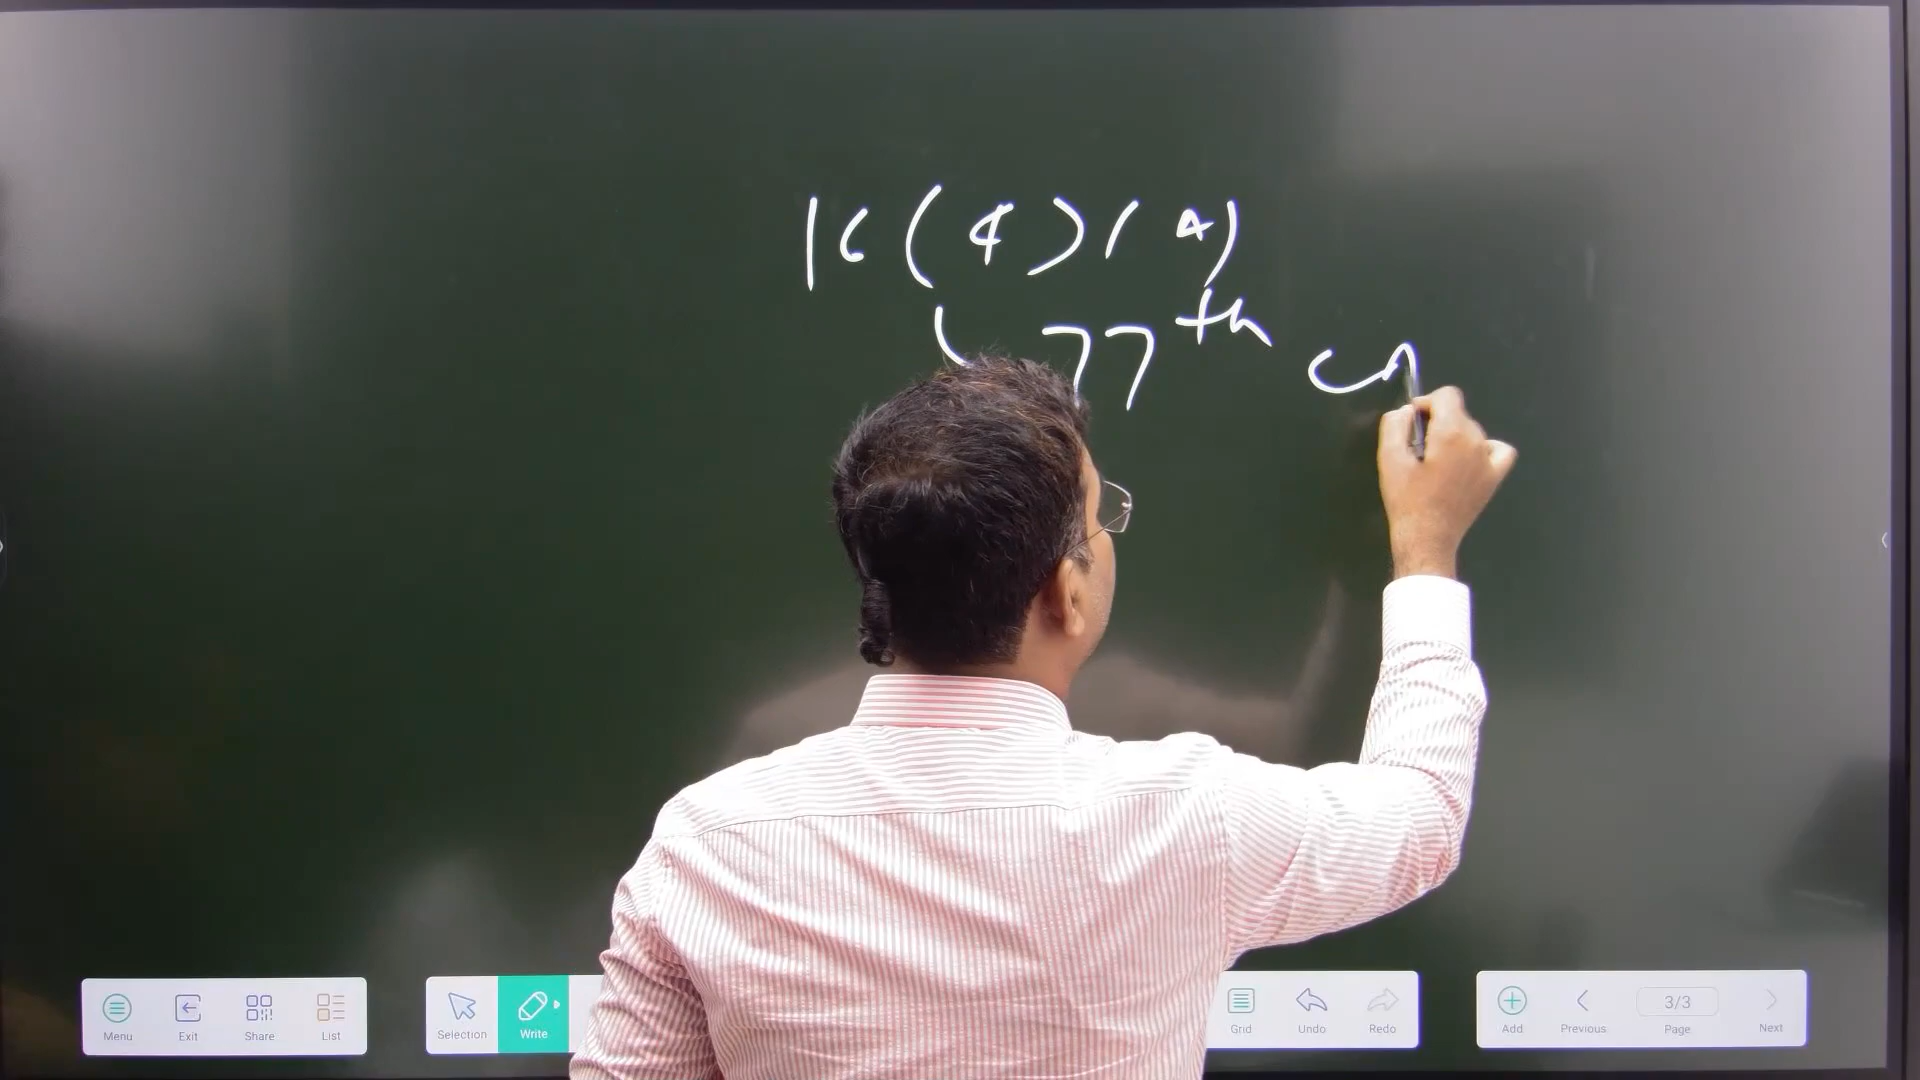 16(4)(A)
77th
Menu
Exit
Share
List
Selection
Write
Grid
Undo
Redo
Add
Previous
3/3
Page
Next